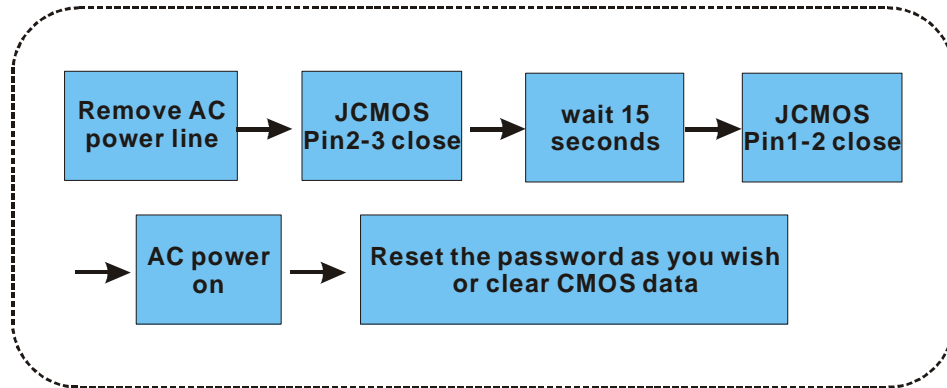 Remove AC
power line
JCMOS
Pin2-3 close
wait 15
seconds
JCMOS
Pin1-2 close
AC power
on
Reset the password as you wish
or clear CMOS data